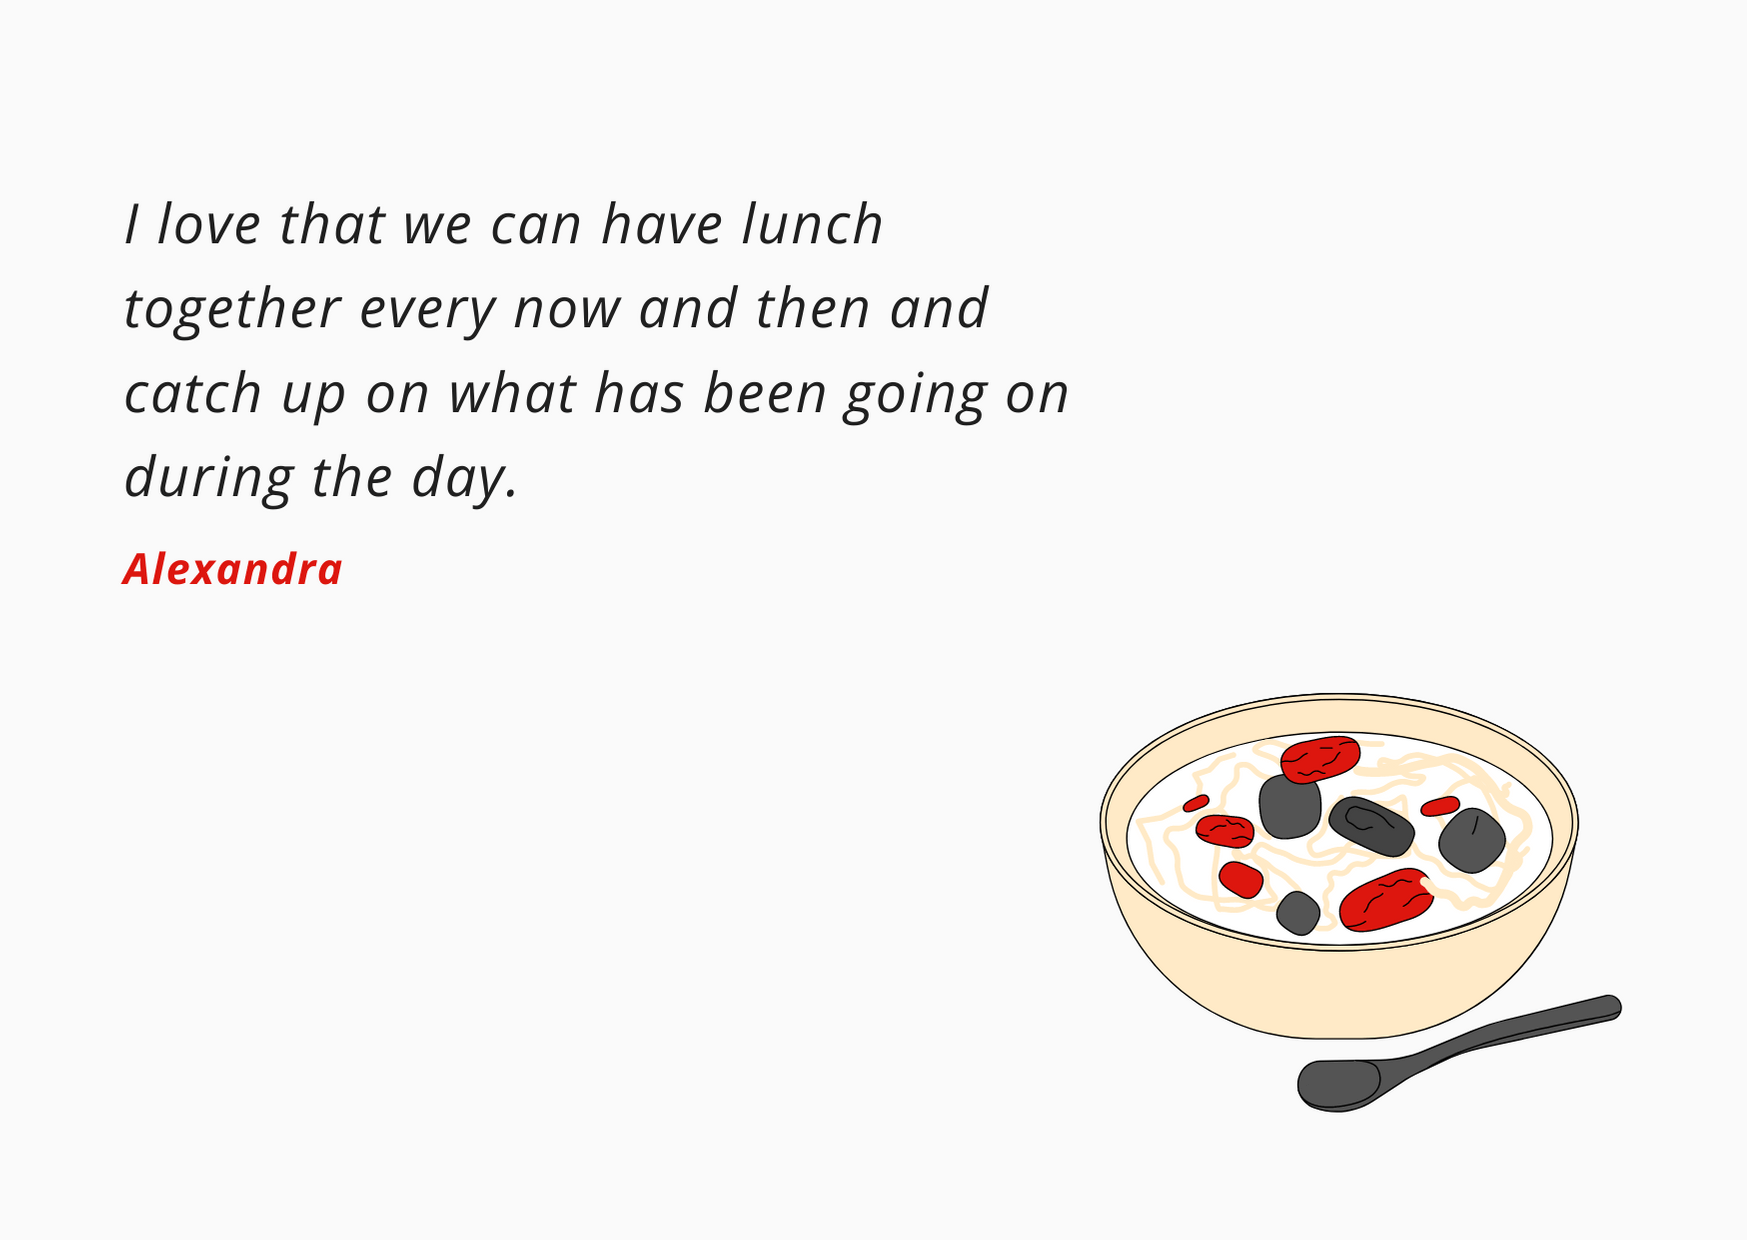 I love that we can have lunch
together every now and then and
catch up on what has been going on
during the day.
Alexandra